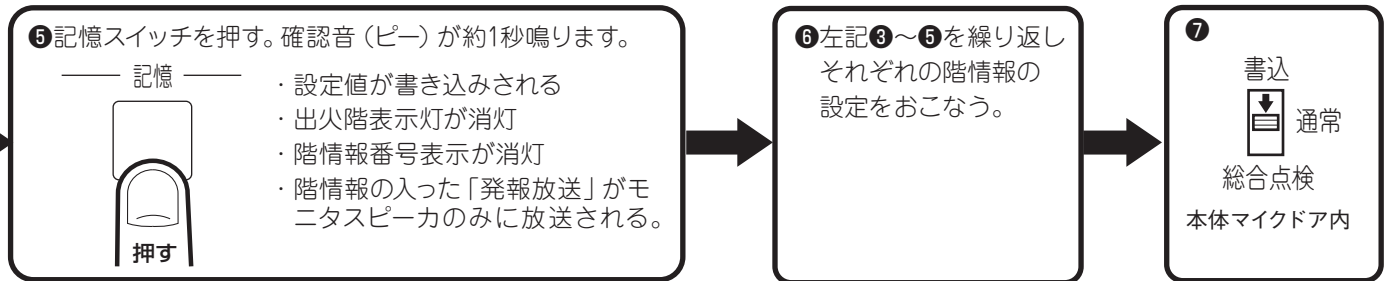 ❺記憶スイッチを押す。確認音（ピー）が約1秒鳴ります。
記憶
押す
・設定値が書き込みされる
・出火階表示灯が消灯
・階情報番号表示が消灯
・階情報の入った「発報放送」がモ
ニタスピーカのみに放送される。
❻左記❸〜❺を繰り返し
それぞれの階情報の
設定をおこなう。
❼
書込
通常
総合点検
本体マイクドア内